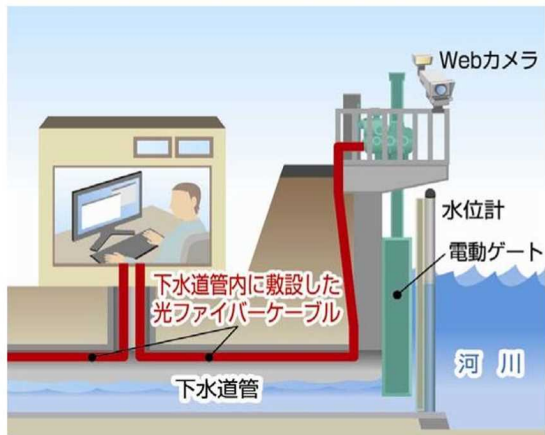 Webカメラ
水位計
電動ゲート
下水道管内に敷設した
光ファイバーケーブル
河川
下水道管